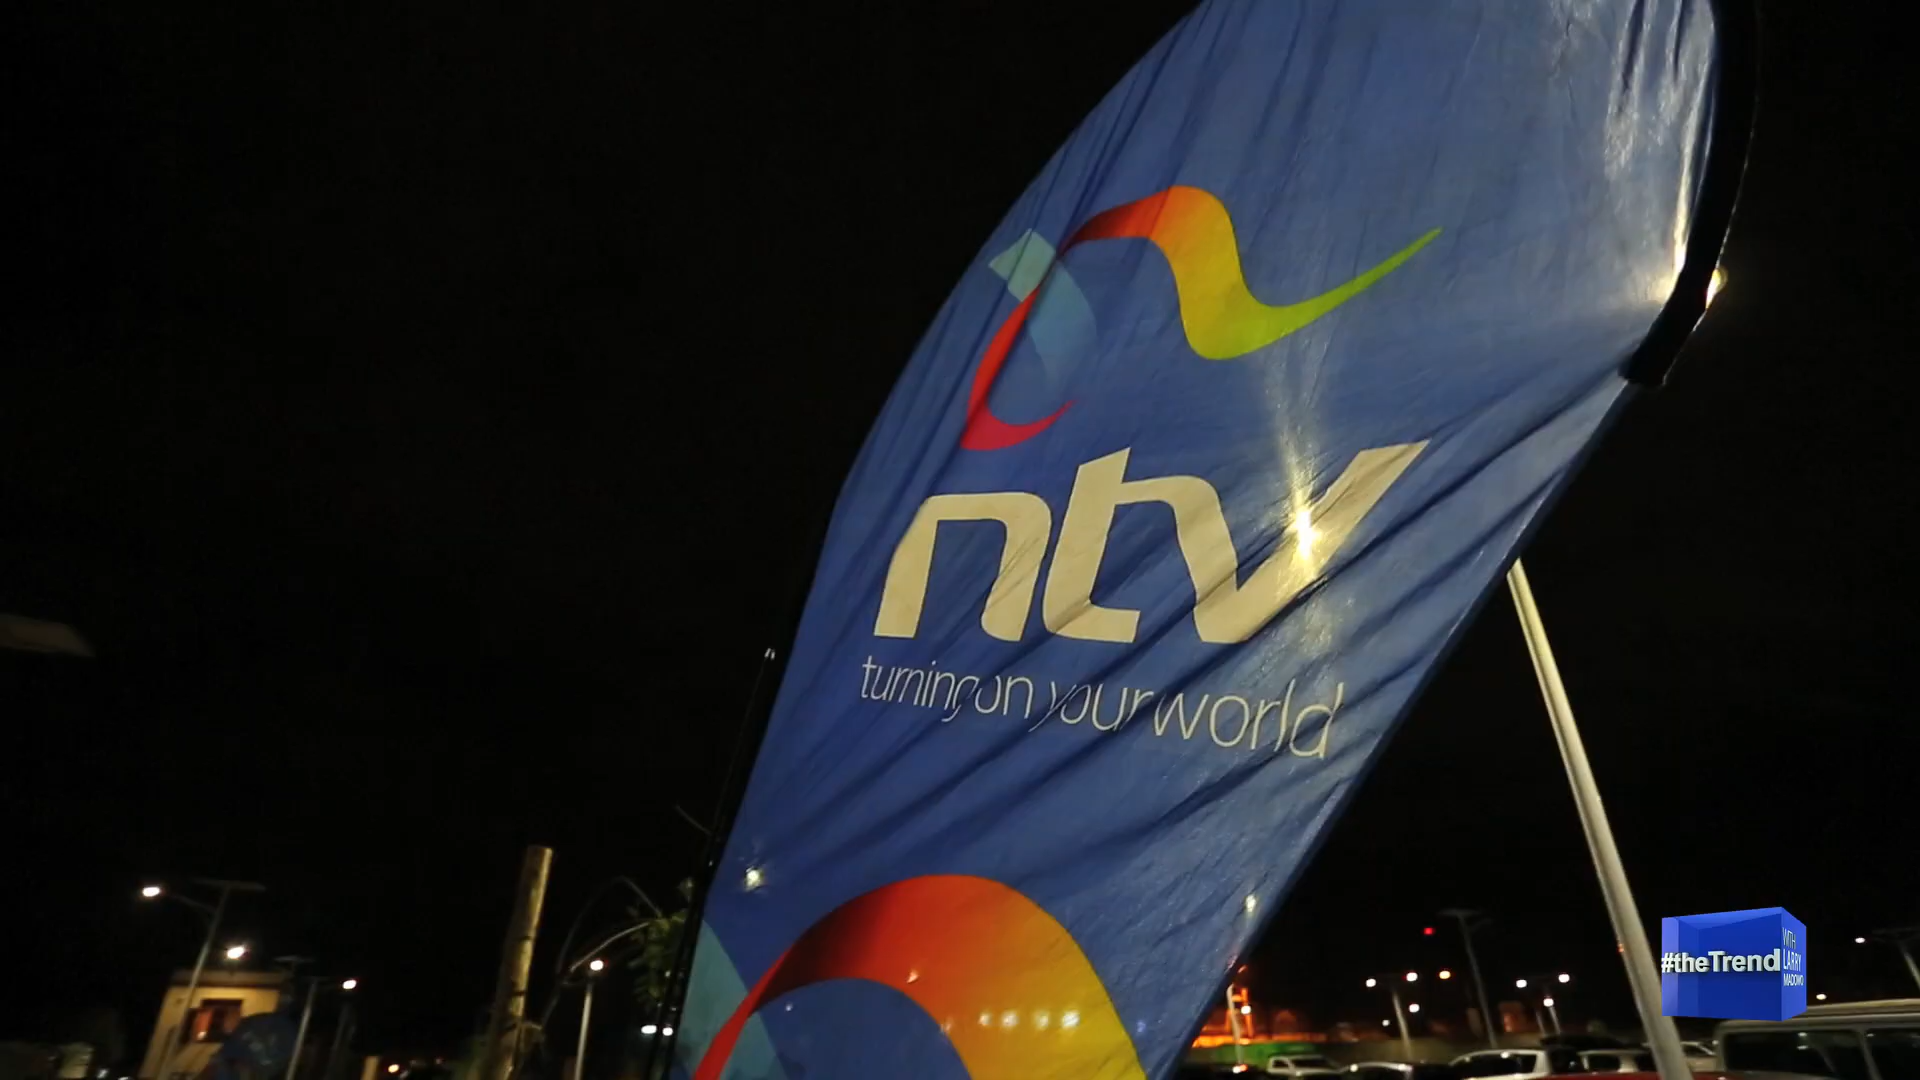 ntv
turning on your world
#theTrend
WITH
LARRY
MADOWO